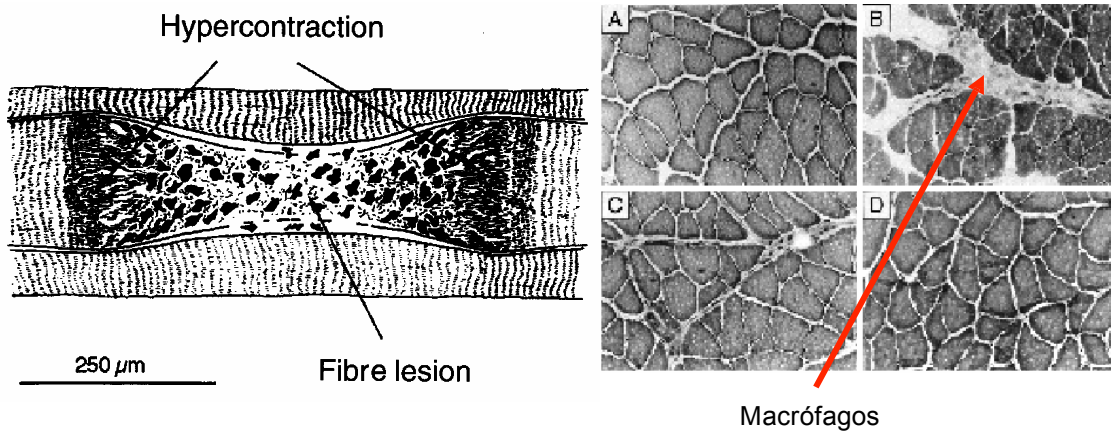 Hypercontraction
250 µm
Fibre lesion
A
B
C
D
Macrófagos